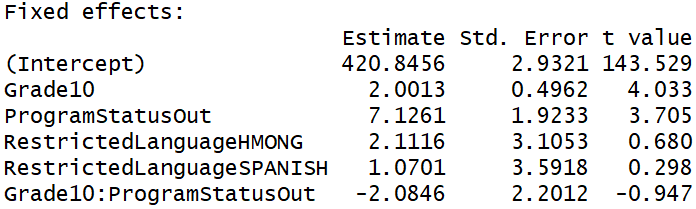 Fixed effects:
Estimate Std. Error t value
(Intercept) 420.8456 2.9321 143.529
Grade10 2.0013 0.4962 4.033
ProgramStatusOut 7.1261 1.9233 3.705
RestrictedLanguageHMONG 2.1116 3.1053 0.680
RestrictedLanguageSPANISH 1.0701 3.5918 0.298
Grade10:ProgramStatusOut -2.0846 2.2012 -0.947